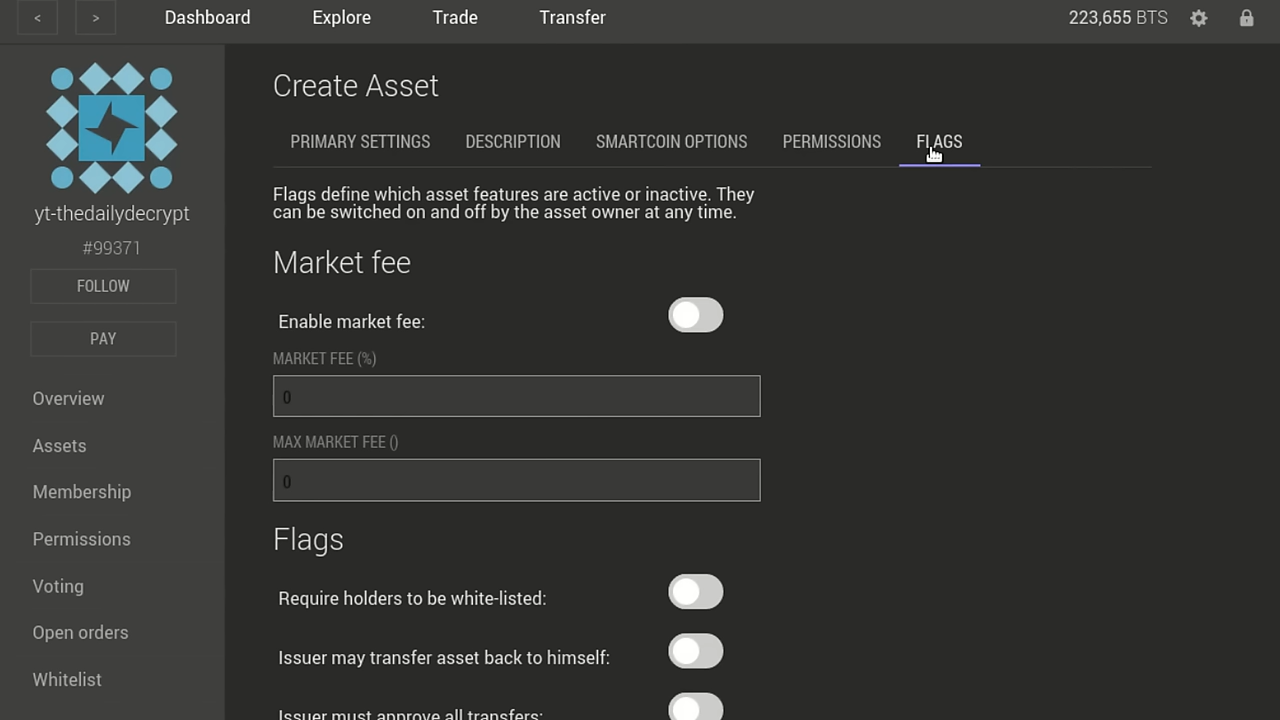 < > Dashboard Explore Trade Transfer 223,655 BTS
yt-thedailydecrypt
#99371
FOLLOW
PAY
Overview
Assets
Membership
Permissions
Voting
Open orders
Whitelist
Create Asset
PRIMARY SETTINGS DESCRIPTION SMARTCOIN OPTIONS PERMISSIONS FLAGS
Flags define which asset features are active or inactive. They
can be switched on and off by the asset owner at any time.
Market fee
Enable market fee:
MARKET FEE (%)
0
MAX MARKET FEE ()
0
Flags
Require holders to be white-listed:
Issuer may transfer asset back to himself:
Issuer must approve all transfers: